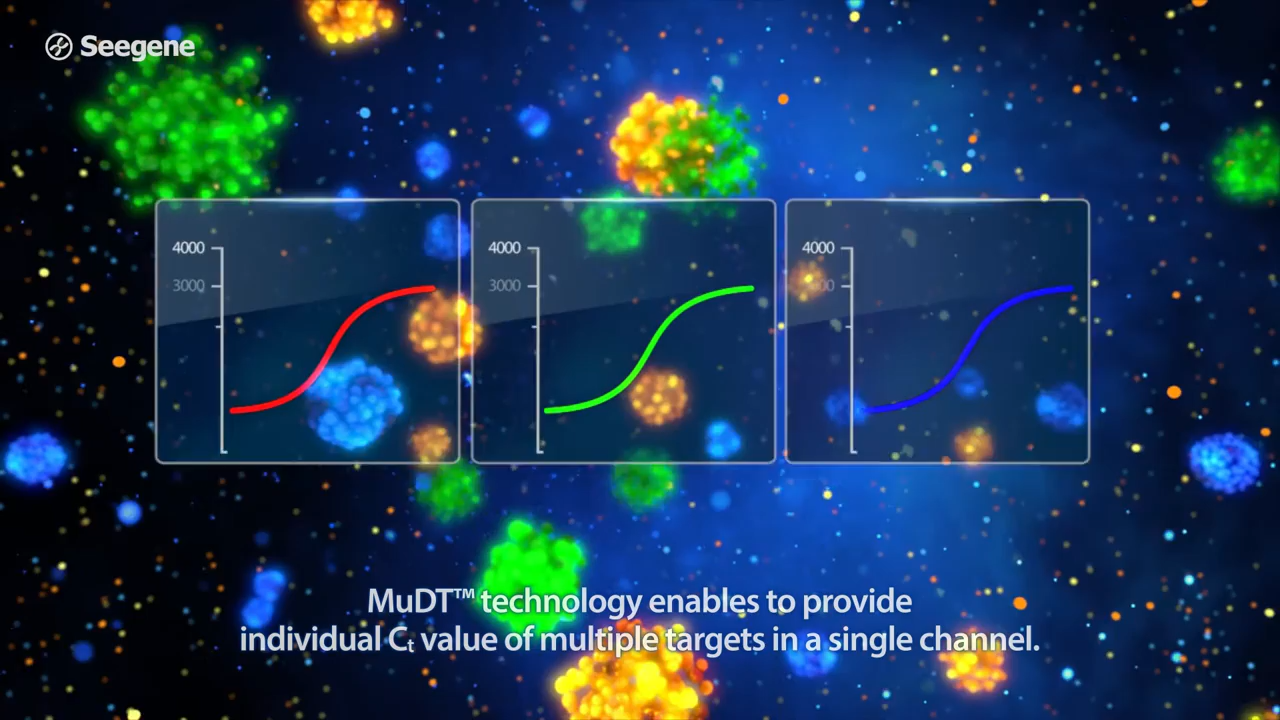 Seegene
4000
3000
4000
3000
4000
MuDT™ technology enables to provide
individual Ct value of multiple targets in a single channel.